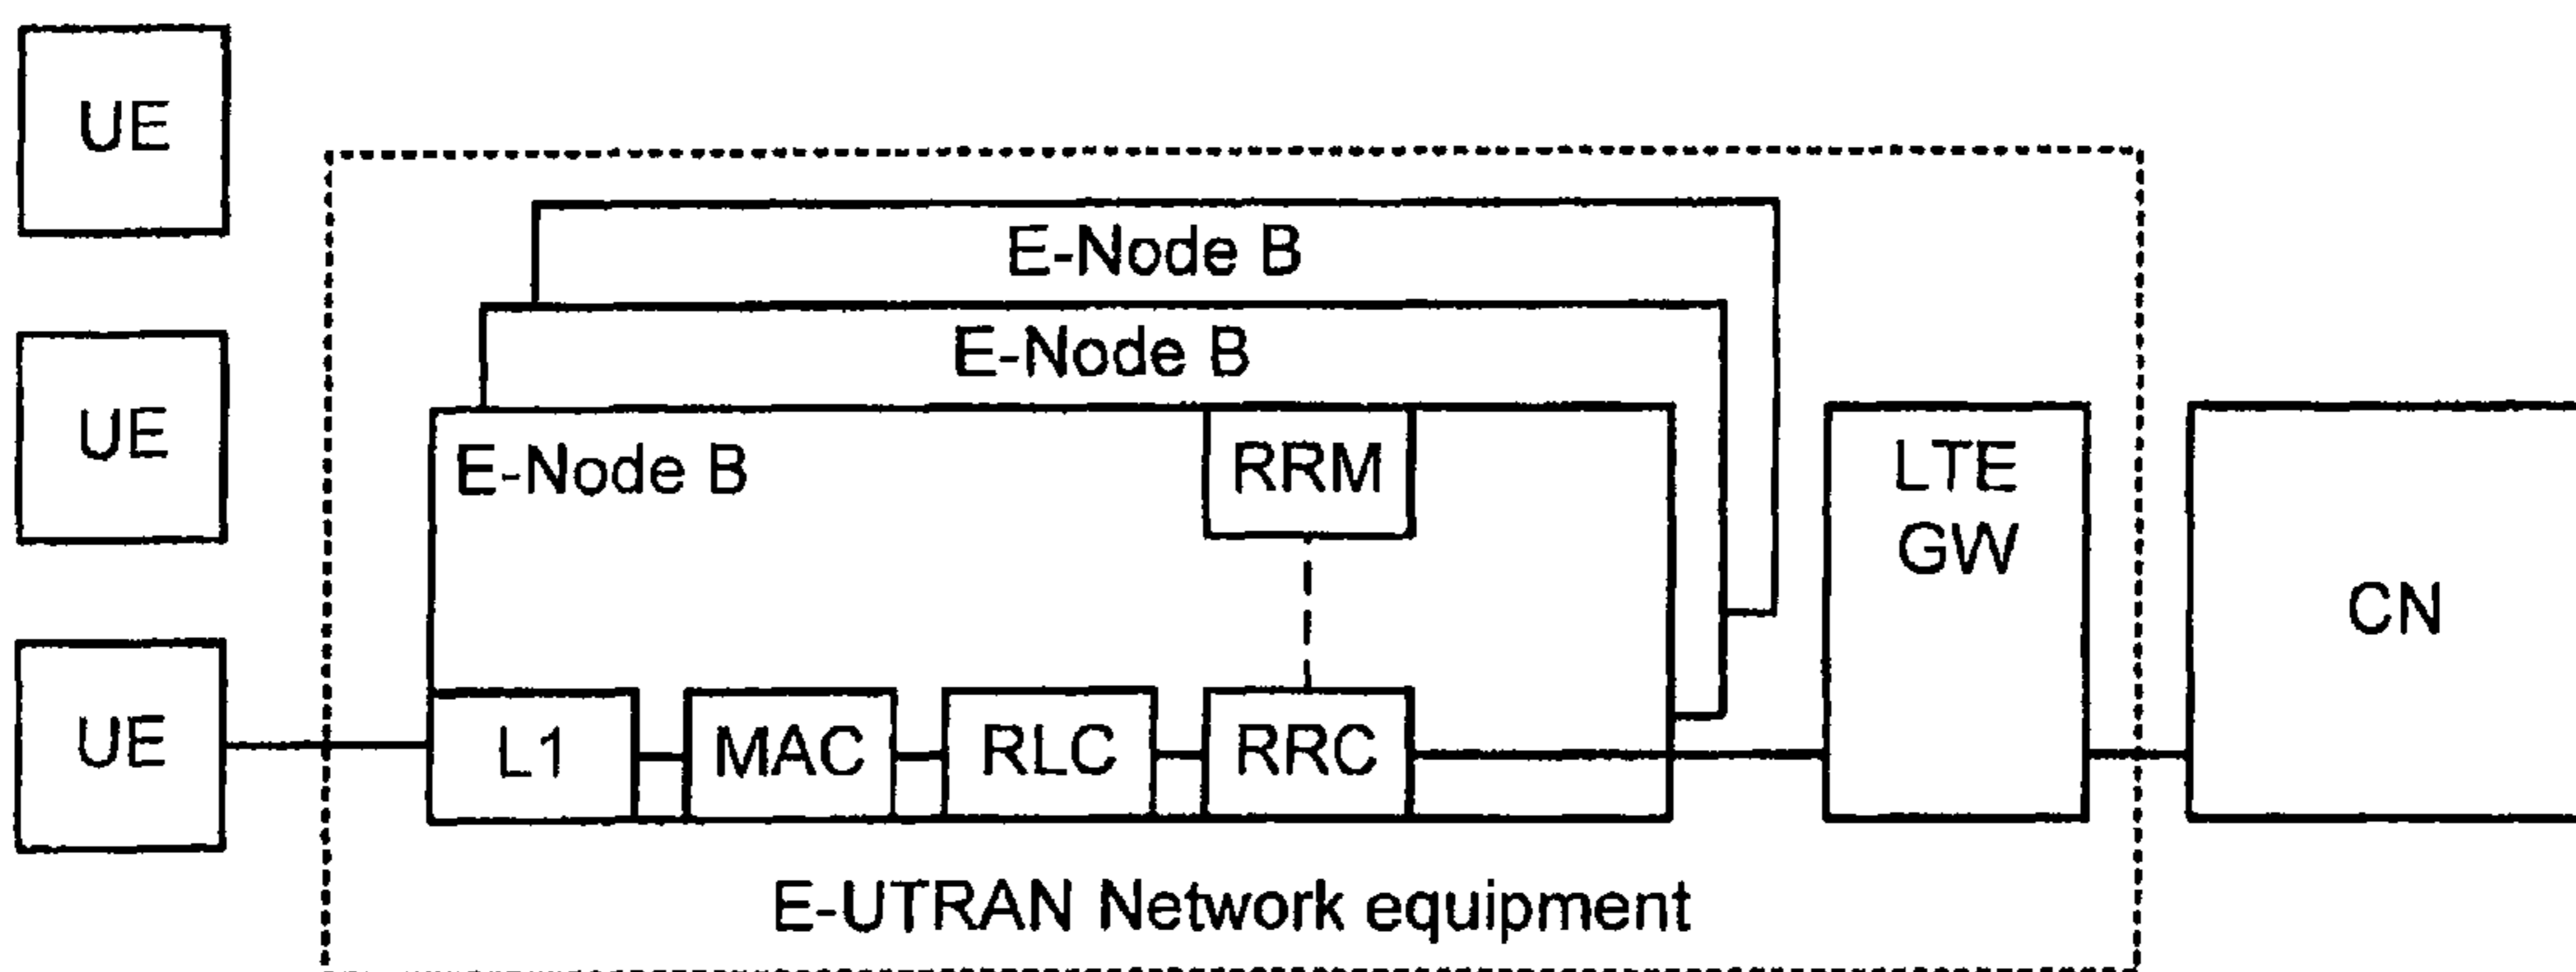 UE
E-Node B
E-Node B
UE
E-Node B
RRM
LTE
GW
CN
UE
L1
MAC
RLC
RRC
E-UTRAN Network equipment